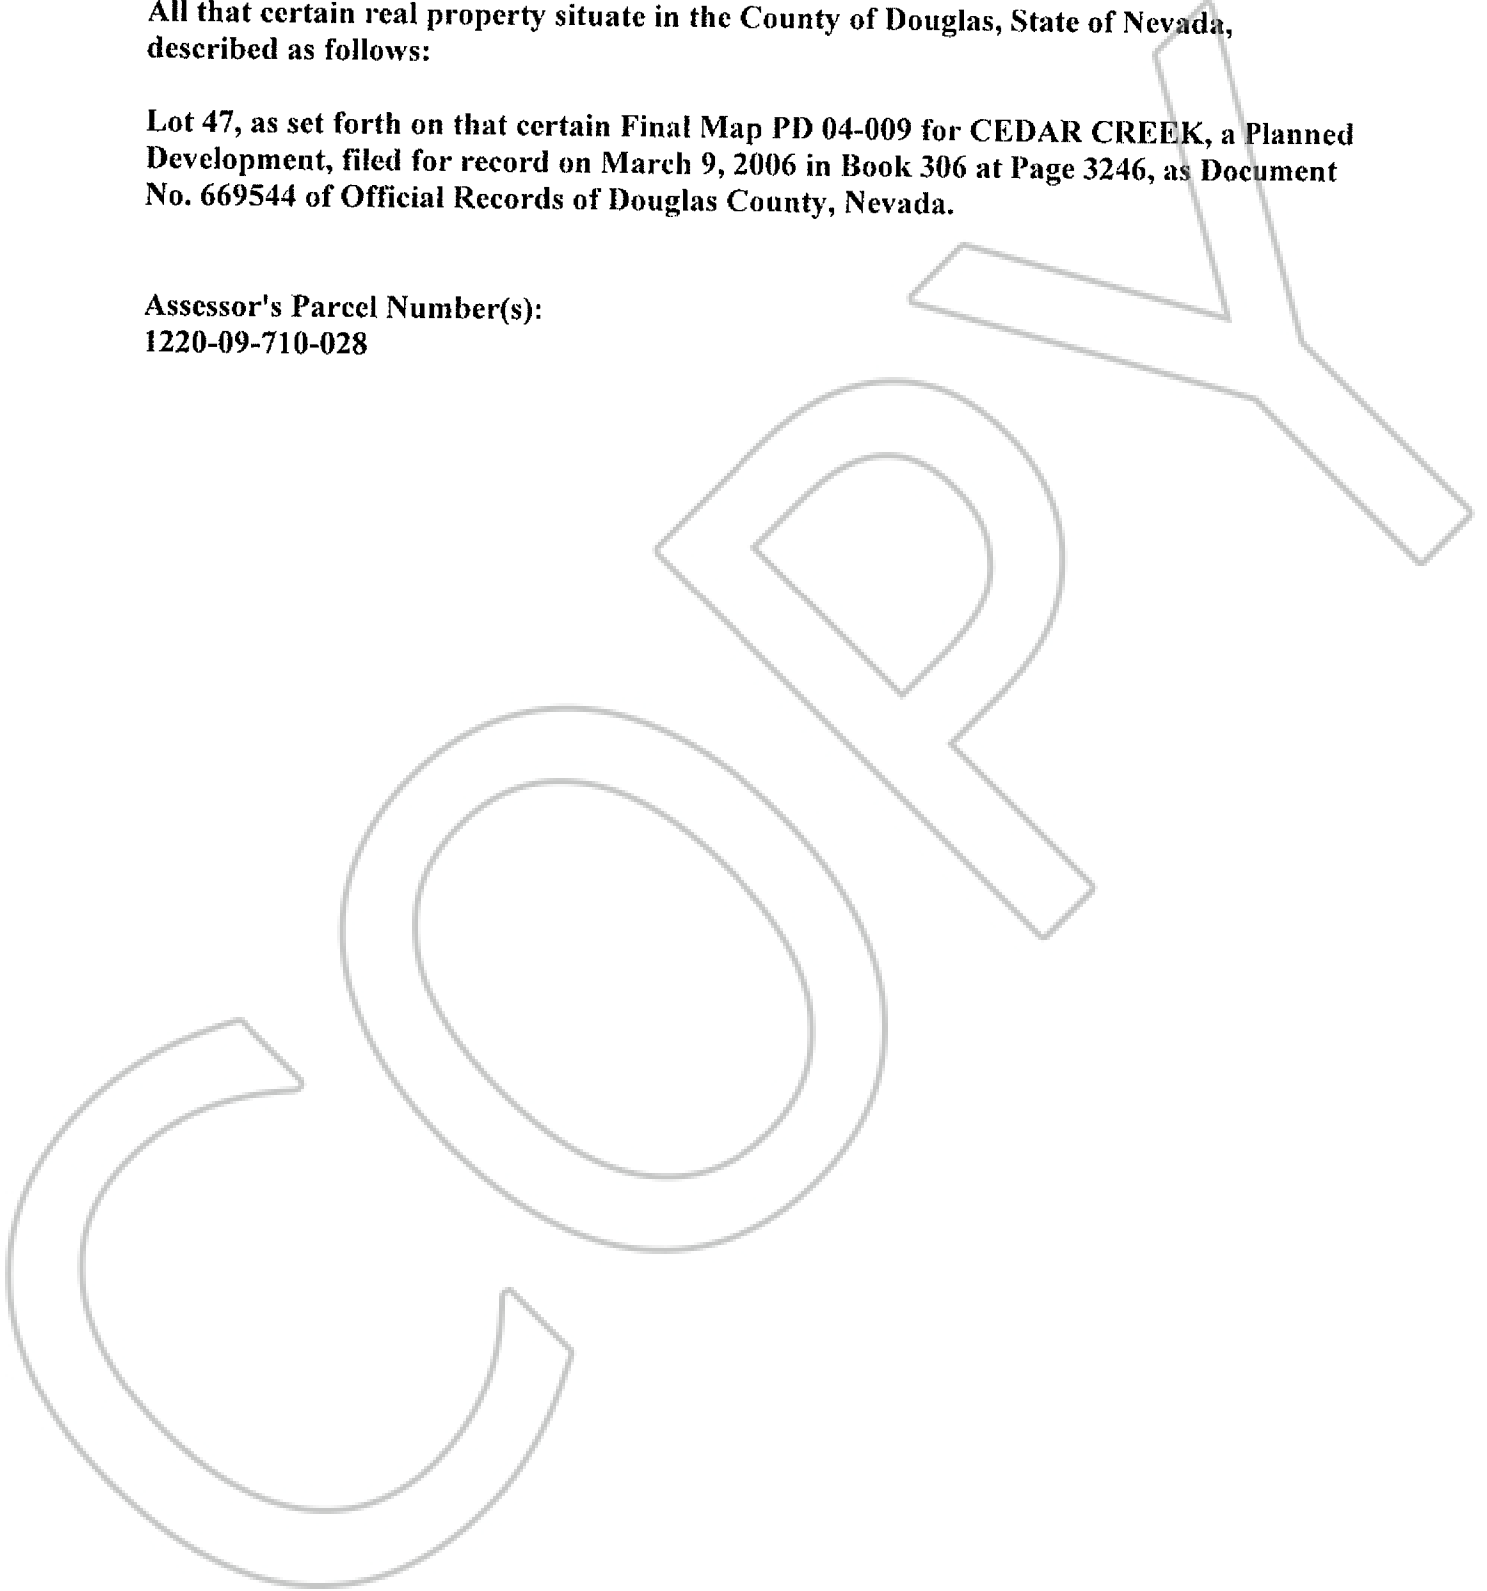 All that certain real property situate in the County of Douglas, State of Nevada,
described as follows:
Lot 47, as set forth on that certain Final Map PD 04-009 for CEDAR CREEK, a Planned
Development, filed for record on March 9, 2006 in Book 306 at Page 3246, as Document
No. 669544 of Official Records of Douglas County, Nevada.
Assessor's Parcel Number(s):
1220-09-710-028
COPY